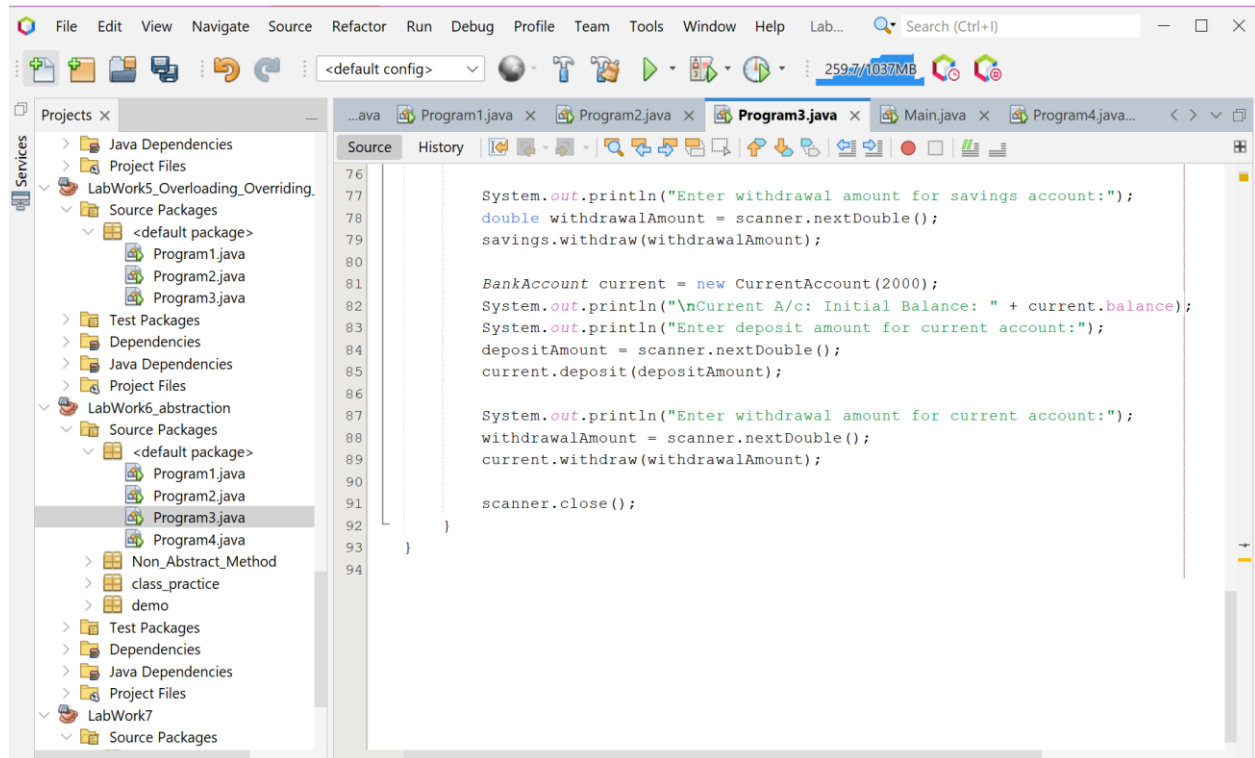 File Edit View Navigate Source Refactor Run Debug Profile Team Tools Window Help Lab... Search (Ctrl+I)
<default config> 259.7/1037MB
Projects
Services
Java Dependencies
Project Files
LabWork5_Overloading_Overriding_
Source Packages
<default package>
Program1.java
Program2.java
Program3.java
Test Packages
Dependencies
Java Dependencies
Project Files
LabWork6_abstraction
Source Packages
<default package>
Program1.java
Program2.java
Program3.java
Program4.java
Non_Abstract_Method
class_practice
demo
Test Packages
Dependencies
Java Dependencies
Project Files
LabWork7
Source Packages
...ava Program1.java Program2.java Program3.java Main.java Program4.java...
Source History
76
77 System.out.println("Enter withdrawal amount for savings account:");
78 double withdrawalAmount = scanner.nextDouble();
79 savings.withdraw(withdrawalAmount);
80
81 BankAccount current = new CurrentAccount(2000);
82 System.out.println("\nCurrent A/c: Initial Balance: " + current.balance);
83 System.out.println("Enter deposit amount for current account:");
84 depositAmount = scanner.nextDouble();
85 current.deposit(depositAmount);
86
87 System.out.println("Enter withdrawal amount for current account:");
88 withdrawalAmount = scanner.nextDouble();
89 current.withdraw(withdrawalAmount);
90
91 scanner.close();
92 }
93 }
94